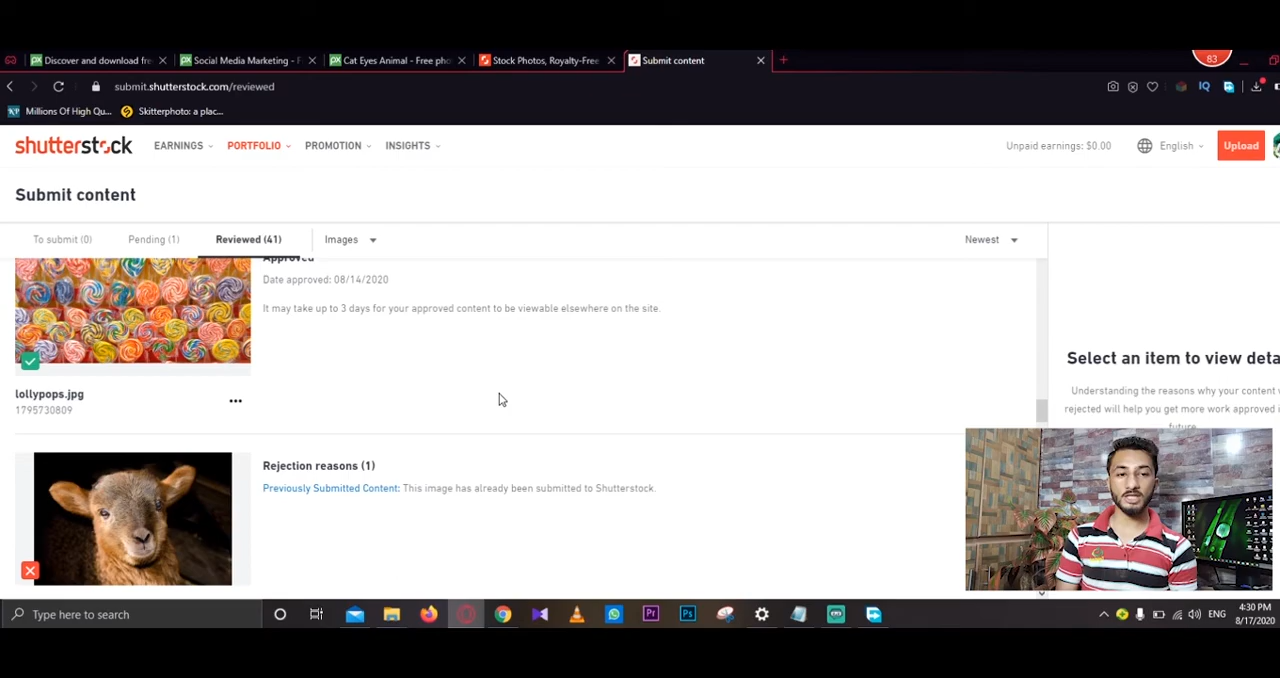 Discover and download fre
Social Media Marketing - F
Cat Eyes Animal - Free pho
Stock Photos, Royalty-Free
Submit content
83
submit.shutterstock.com/reviewed
IQ
Millions Of High Qu...
Skitterphoto: a plac...
shutterstock
EARNINGS
PORTFOLIO
PROMOTION
INSIGHTS
Unpaid earnings: $0.00
English
Upload
Submit content
To submit (0)
Pending (1)
Reviewed (41)
Images
Newest
Approved
Date approved: 08/14/2020
It may take up to 3 days for your approved content to be viewable elsewhere on the site.
lollypops.jpg
1795730809
Select an item to view deta
Understanding the reasons why your content
rejected will help you get more work approved i
future.
Rejection reasons (1)
Previously Submitted Content: This image has already been submitted to Shutterstock.
Type here to search
Pr
Ps
ENG
4:30 PM
8/17/2020